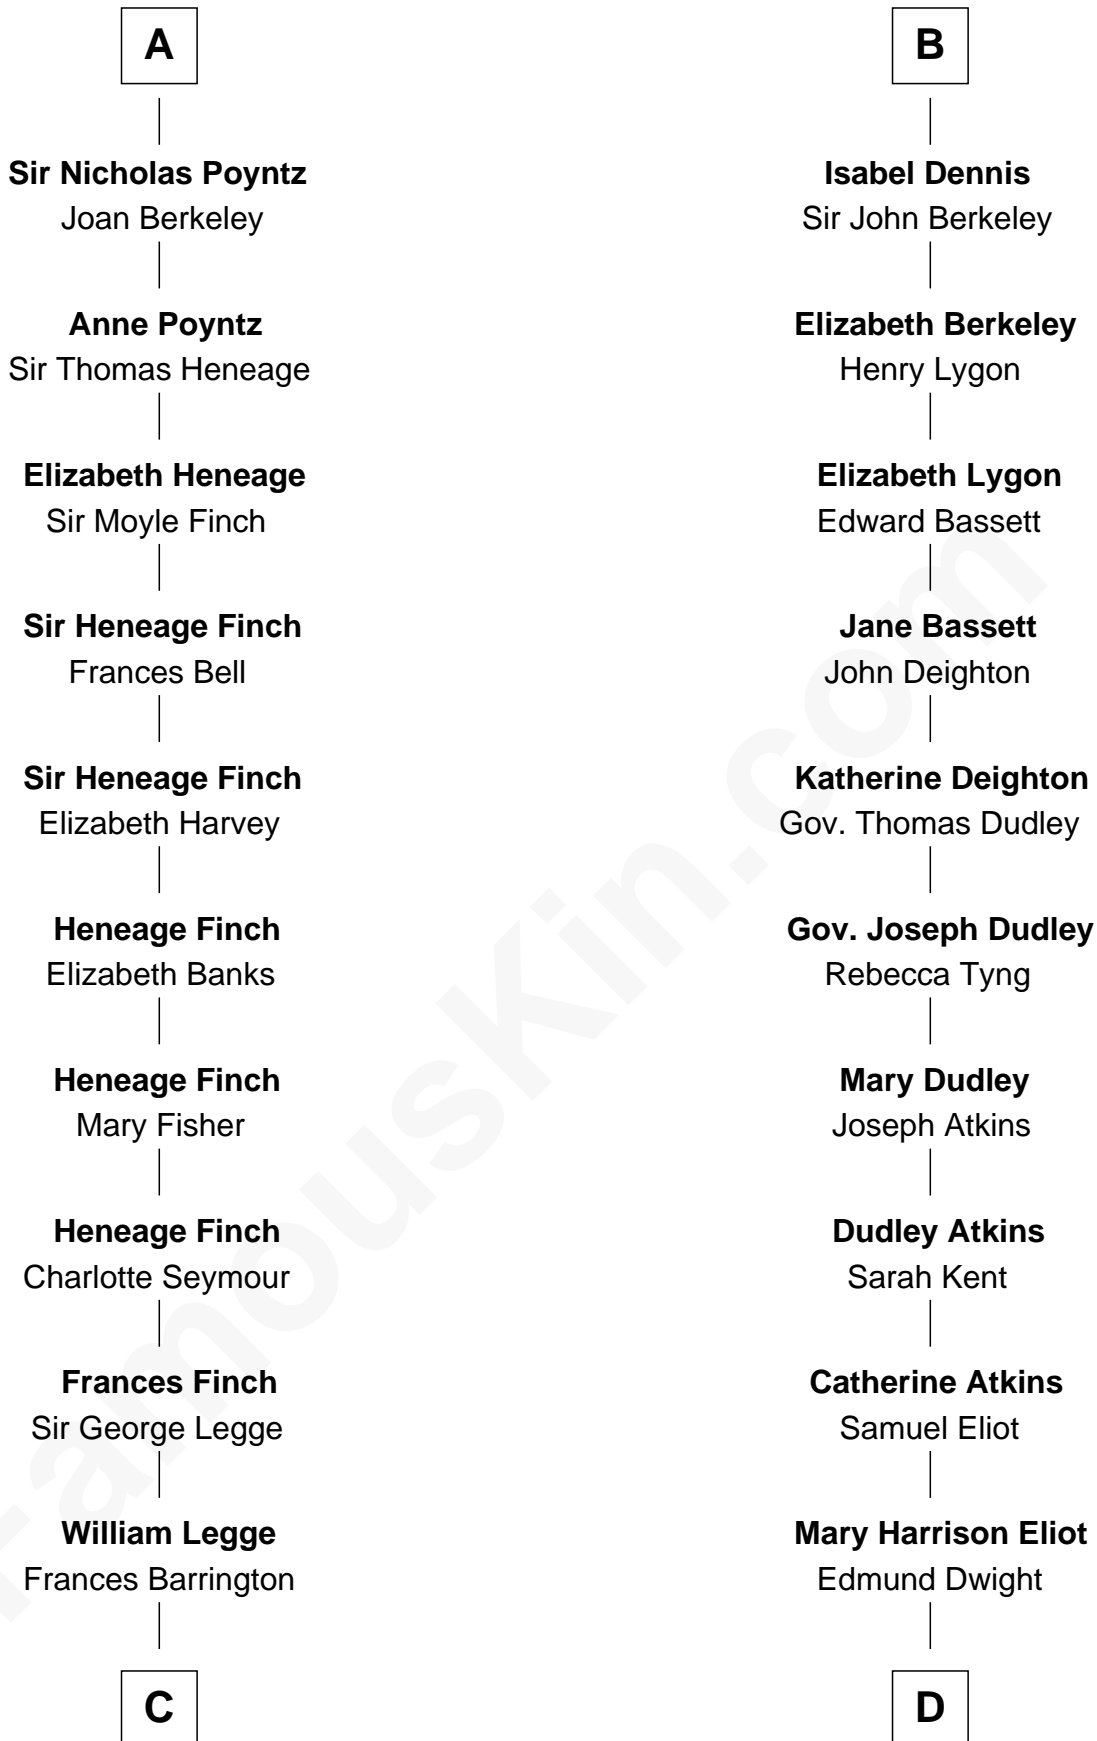 A
Sir Nicholas Poyntz
Joan Berkeley
Anne Poyntz
Sir Thomas Heneage
Elizabeth Heneage
Sir Moyle Finch
Sir Heneage Finch
Frances Bell
Sir Heneage Finch
Elizabeth Harvey
Heneage Finch
Elizabeth Banks
Heneage Finch
Mary Fisher
Heneage Finch
Charlotte Seymour
Frances Finch
Sir George Legge
William Legge
Frances Barrington
C
B
Isabel Dennis
Sir John Berkeley
Elizabeth Berkeley
Henry Lygon
Elizabeth Lygon
Edward Bassett
Jane Bassett
John Deighton
Katherine Deighton
Gov. Thomas Dudley
Gov. Joseph Dudley
Rebecca Tyng
Mary Dudley
Joseph Atkins
Dudley Atkins
Sarah Kent
Catherine Atkins
Samuel Eliot
Mary Harrison Eliot
Edmund Dwight
D
FamousKin.com